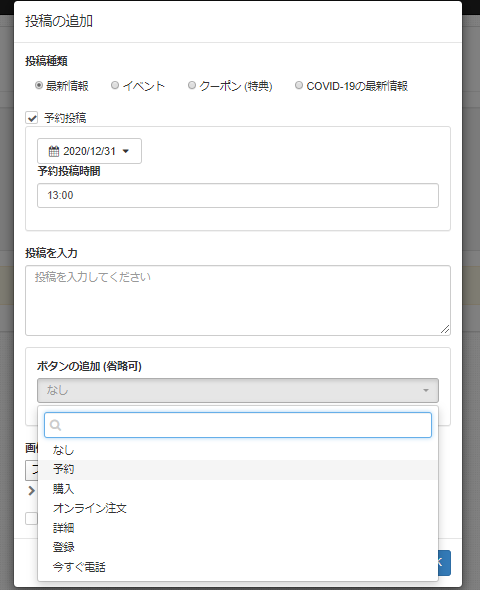 投稿の追加
投稿種類
最新情報 イベント クーポン (特典) COVID-19の最新情報
予約投稿
2020/12/31
予約投稿時間
13:00
投稿を入力
投稿を入力してください
ボタンの追加 (省略可)
なし
なし
予約
購入
オンライン注文
詳細
登録
今すぐ電話